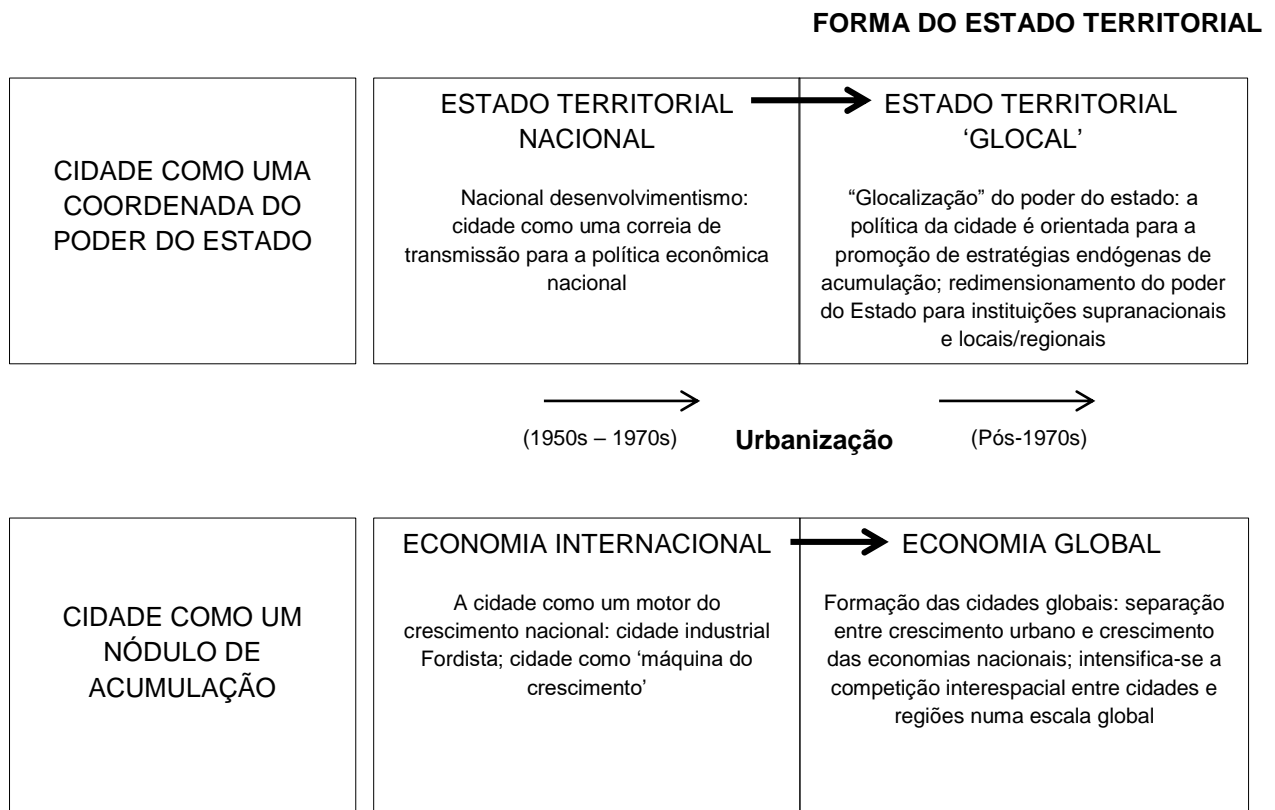 FORMA DO ESTADO TERRITORIAL
CIDADE COMO UMA
COORDENADA DO
PODER DO ESTADO
ESTADO TERRITORIAL
NACIONAL
Nacional desenvolvimentismo:
cidade como uma correia de
transmissão para a política econômica
nacional
ESTADO TERRITORIAL
‘GLOCAL’
“Glocalização” do poder do estado: a
política da cidade é orientada para a
promoção de estratégias endógenas de
acumulação; redimensionamento do poder
do Estado para instituições supranacionais
e locais/regionais
(1950s – 1970s)
Urbanização
(Pós-1970s)
CIDADE COMO UM
NÓDULO DE
ACUMULAÇÃO
ECONOMIA INTERNACIONAL
A cidade como um motor do
crescimento nacional: cidade industrial
Fordista; cidade como ‘máquina do
crescimento’
ECONOMIA GLOBAL
Formação das cidades globais: separação
entre crescimento urbano e crescimento
das economias nacionais; intensifica-se a
competição interespacial entre cidades e
regiões numa escala global